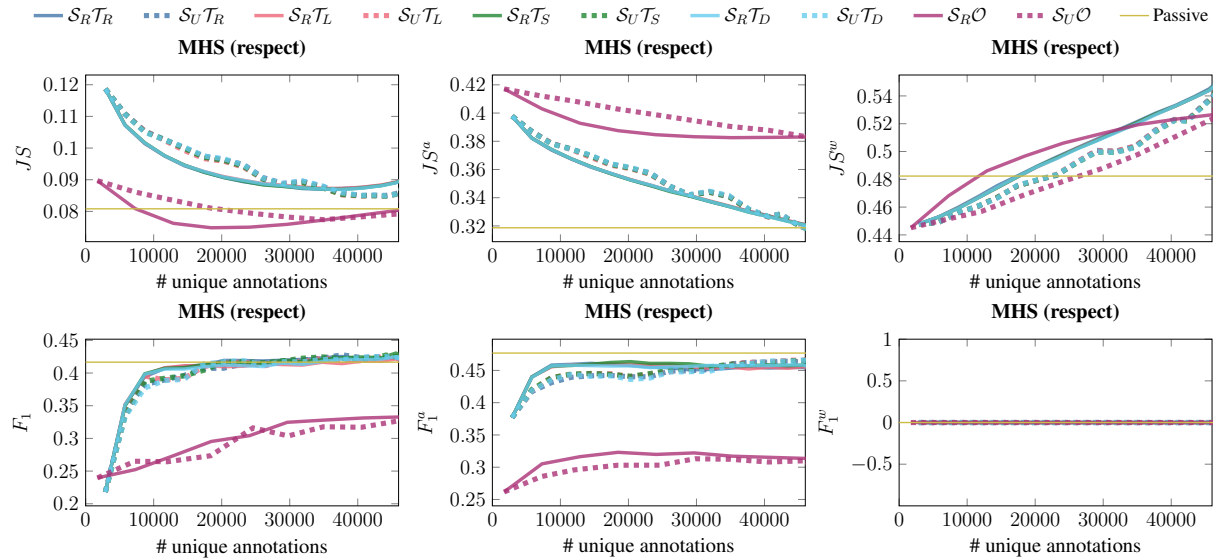 S_R T_R S_U T_R S_R T_L S_U T_L S_R T_S S_U T_S S_R T_D S_U T_D S_R O S_U O Passive
MHS (respect) MHS (respect) MHS (respect)
JS
0.12
0.11
0.1
0.09
0.08
0 10000 20000 30000 40000
# unique annotations
JS^a
0.42
0.4
0.38
0.36
0.34
0.32
0 10000 20000 30000 40000
# unique annotations
JS^w
0.54
0.52
0.5
0.48
0.46
0.44
0 10000 20000 30000 40000
# unique annotations
MHS (respect) MHS (respect) MHS (respect)
F_1
0.45
0.4
0.35
0.3
0.25
0.2
0 10000 20000 30000 40000
# unique annotations
F_1^a
0.45
0.4
0.35
0.3
0.25
0 10000 20000 30000 40000
# unique annotations
F_1^w
1
0.5
0
−0.5
0 10000 20000 30000 40000
# unique annotations